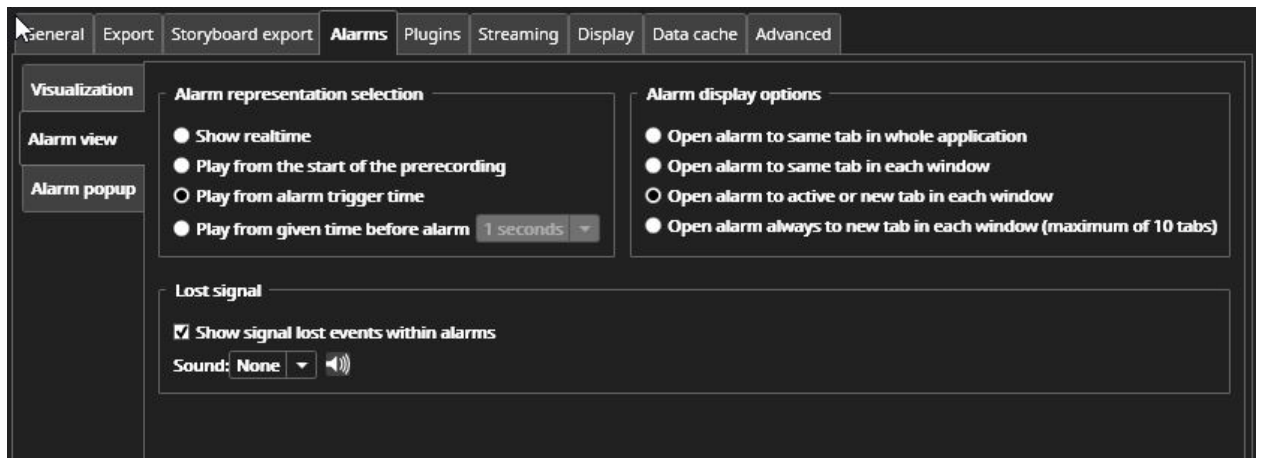 General Export Storyboard export Alarms Plugins Streaming Display Data cache Advanced
Visualization
Alarm view
Alarm popup
Alarm representation selection
Show realtime
Play from the start of the prerecording
Play from alarm trigger time
Play from given time before alarm 1 seconds
Alarm display options
Open alarm to same tab in whole application
Open alarm to same tab in each window
Open alarm to active or new tab in each window
Open alarm always to new tab in each window (maximum of 10 tabs)
Lost signal
Show signal lost events within alarms
Sound: None